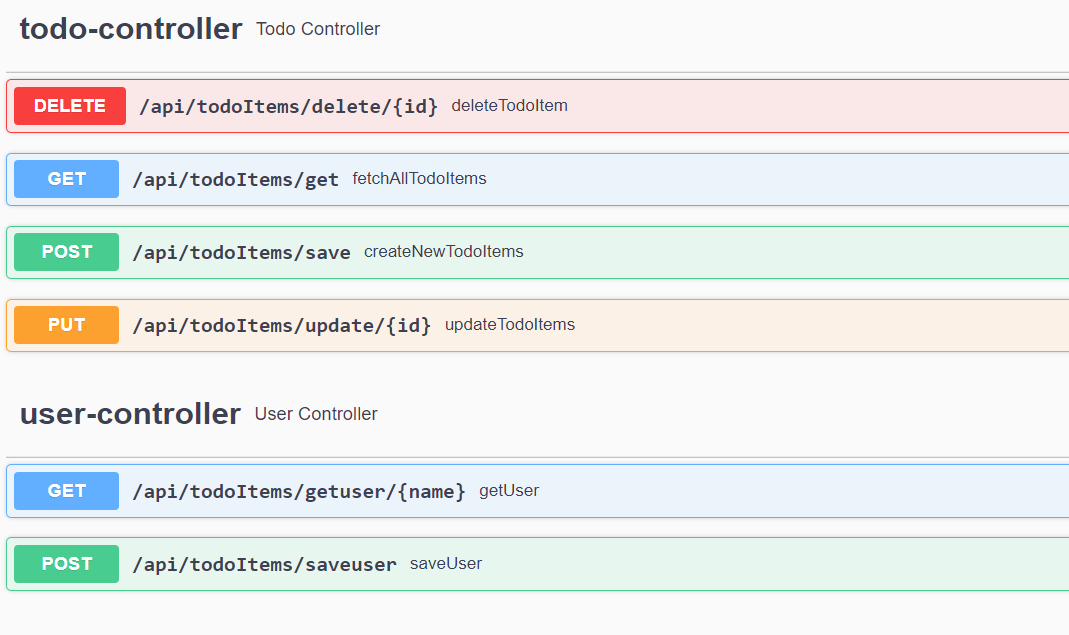 todo-controller Todo Controller
DELETE /api/todoItems/delete/{id} deleteTodoItem
GET /api/todoItems/get fetchAllTodoItems
POST /api/todoItems/save createNewTodoItems
PUT /api/todoItems/update/{id} updateTodoItems
user-controller User Controller
GET /api/todoItems/getuser/{name} getUser
POST /api/todoItems/saveuser saveUser